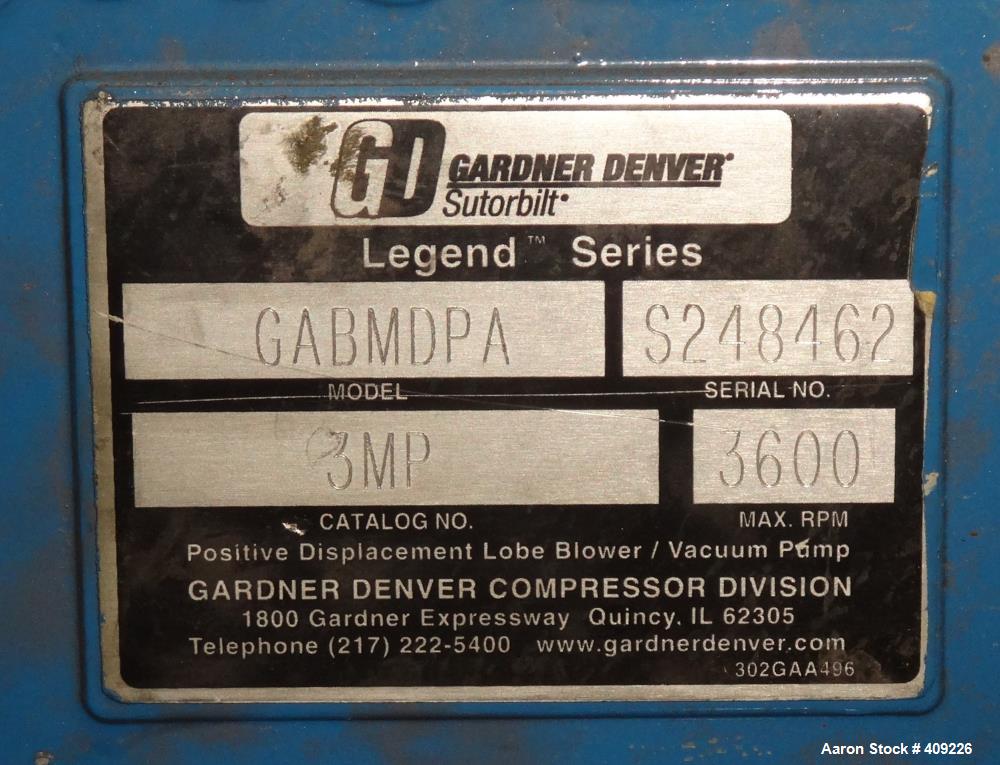 GD GARDNER DENVER®
Sutorbilt®
Legend™ Series
GABMDPA S248462
MODEL SERIAL NO.
3MP 3600
CATALOG NO. MAX. RPM
Positive Displacement Lobe Blower / Vacuum Pump
GARDNER DENVER COMPRESSOR DIVISION
1800 Gardner Expressway Quincy, IL 62305
Telephone (217) 222-5400 www.gardnerdenver.com
302GAA496
Aaron Stock # 409226